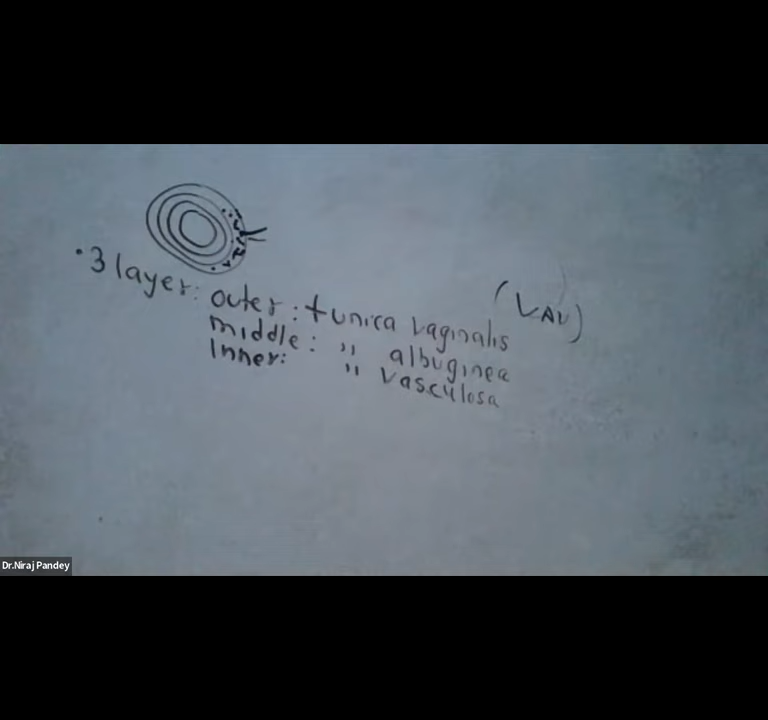 • 3 layer: outer: tunica vaginalis (VAV)
middle: " albuginea
Inner: " vasculosa
Dr.Niraj Pandey